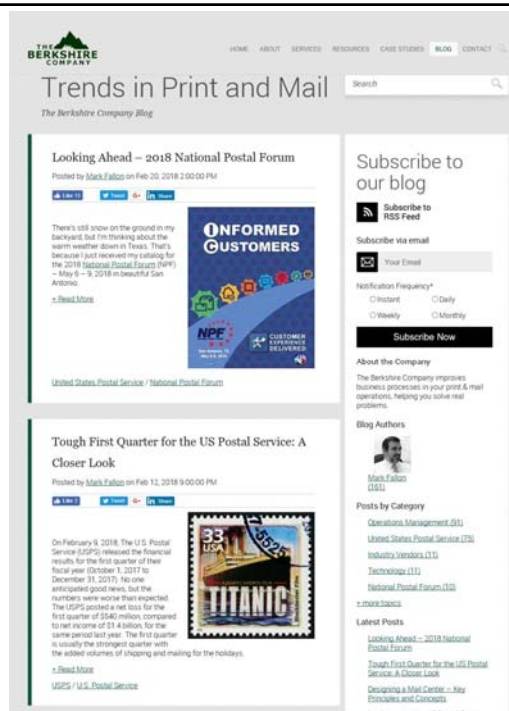 THE
BERKSHIRE
COMPANY
HOME ABOUT SERVICES RESOURCES CASE STUDIES BLOG CONTACT
Trends in Print and Mail
Search
The Berkshire Company Blog
Looking Ahead – 2018 National Postal Forum
Posted by Mark Fallon on Feb 20, 2018 2:00:00 PM
Like 11 Tweet G+ in Share
There's still snow on the ground in my
backyard, but I'm thinking about the
warm weather down in Texas. That's
because I just received my catalog for
the 2018 National Postal Forum (NPF)
– May 6 – 9, 2018 in beautiful San
Antonio.
+ Read More
INFORMED
CUSTOMERS
NPF
San Antonio, TX
May 6-9, 2018
CUSTOMER
EXPERIENCE
DELIVERED
United States Postal Service / National Postal Forum
Tough First Quarter for the US Postal Service: A
Closer Look
Posted by Mark Fallon on Feb 12, 2018 9:00:00 PM
Like 2 Tweet G+ in Share
On February 9, 2018, The U.S. Postal
Service (USPS) released the financial
results for the first quarter of their
fiscal year (October 1, 2017 to
December 31, 2017). No one
anticipated good news, but the
numbers were worse than expected.
The USPS posted a net loss for the
first quarter of $540 million, compared
to net income of $1.4 billion, for the
same period last year. The first quarter
is usually the strongest quarter with
the added volumes of shipping and mailing for the holidays.
+ Read More
33
USA
5525
TITANIC
USPS / U.S. Postal Service
Subscribe to
our blog
Subscribe to
RSS Feed
Subscribe via email
Your Email
Notification Frequency*
Instant Daily
Weekly Monthly
Subscribe Now
About the Company
The Berkshire Company improves
business processes in your print & mail
operations, helping you solve real
problems.
Blog Authors
Mark Fallon
(161)
Posts by Category
Operations Management (91)
United States Postal Service (75)
Industry Vendors (11)
Technology (11)
National Postal Forum (10)
+ more topics
Latest Posts
Looking Ahead – 2018 National
Postal Forum
Tough First Quarter for the US Postal
Service: A Closer Look
Designing a Mail Center – Key
Principles and Concepts